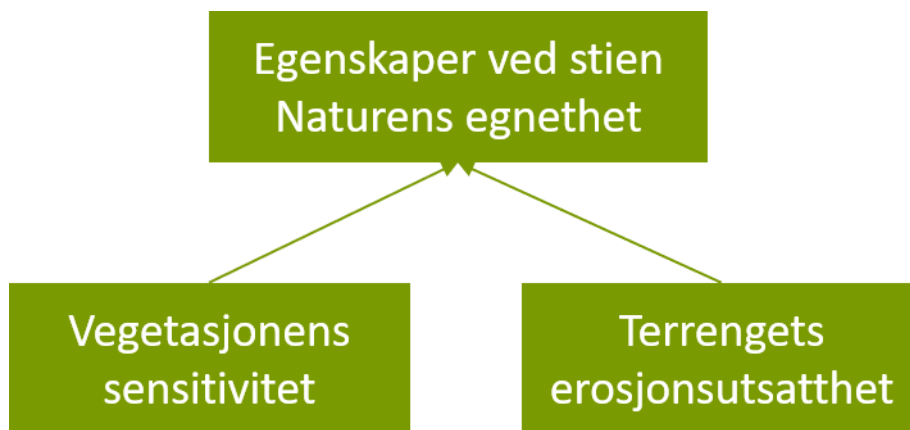 Egenskaper ved stien
Naturens egnethet
Vegetasjonens
sensitivitet
Terrengets
erosjonsutsatthet